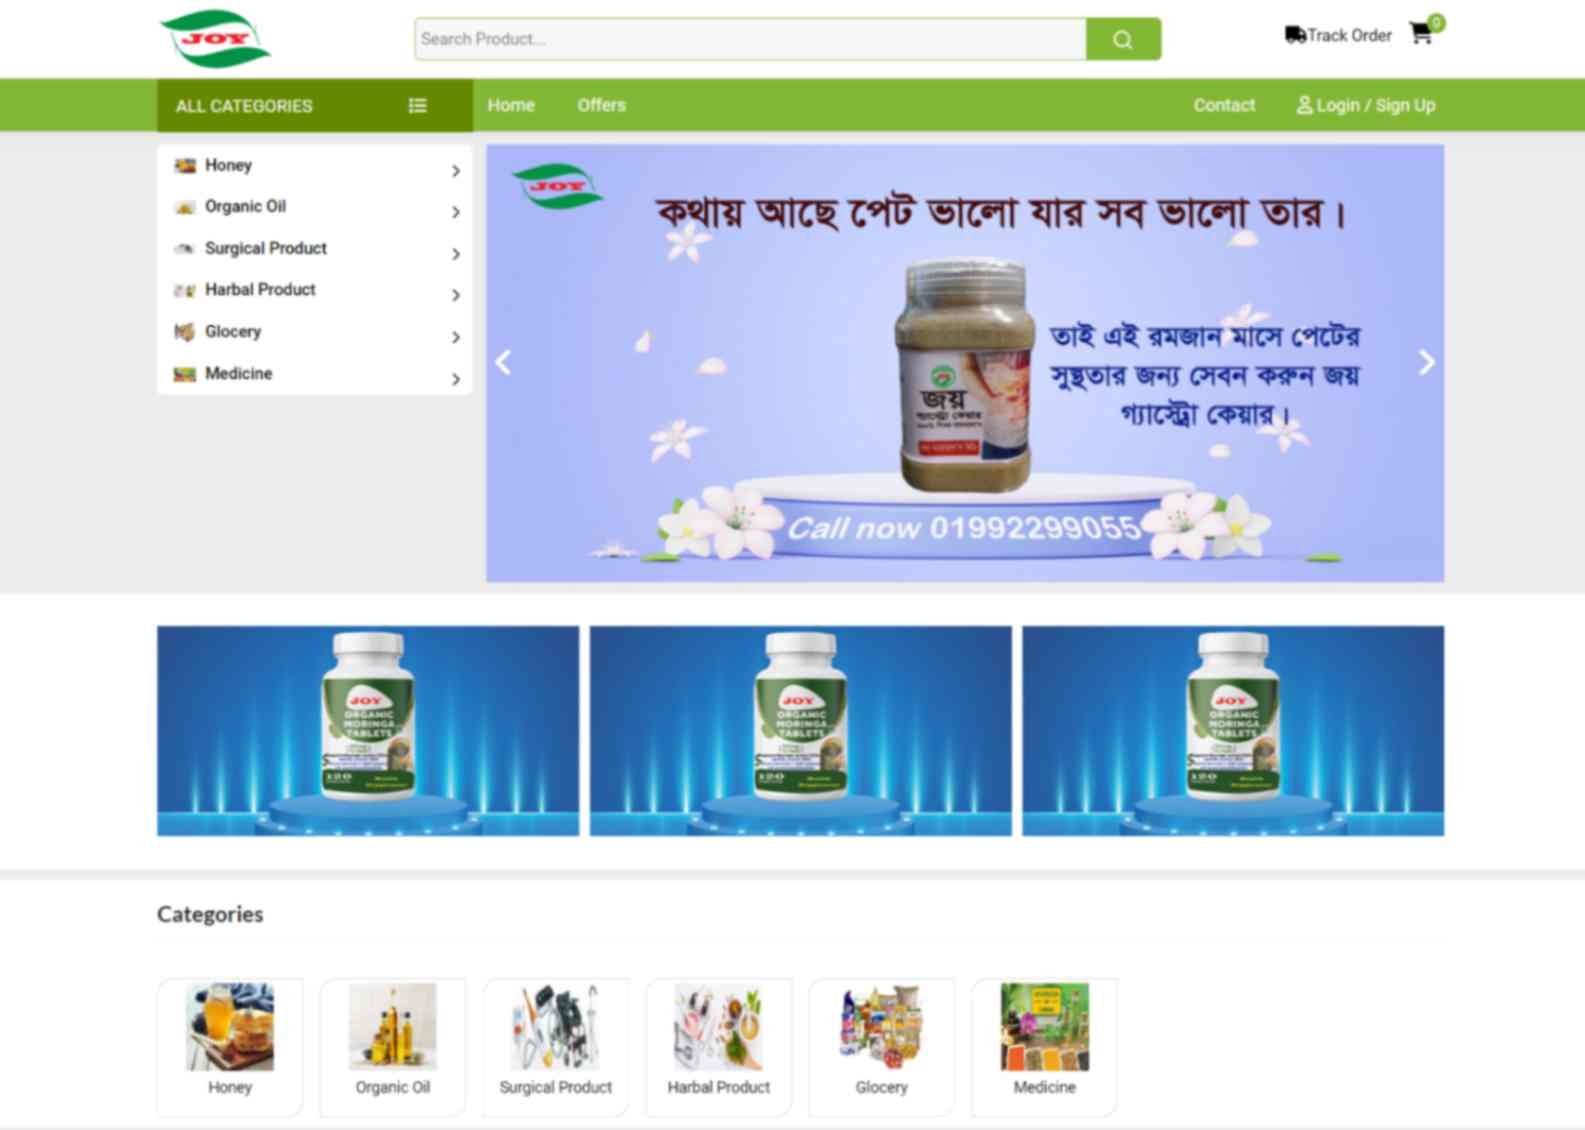 JOY
Search Product...
Track Order
0
ALL CATEGORIES
Home
Offers
Contact
Login / Sign Up
Honey
Organic Oil
Surgical Product
Harbal Product
Glocery
Medicine
JOY
কথায় আছে পেট ভালো যার সব ভালো তার।
তাই এই রমজান মাসে পেটের
সুস্থতার জন্য সেবন করুন জয়
গ্যাস্ট্রো কেয়ার।
জয়
গ্যাস্ট্রো কেয়ার
Call now 01992299055
JOY
ORGANIC
MORINGA
TABLETS
120
JOY
ORGANIC
MORINGA
TABLETS
120
JOY
ORGANIC
MORINGA
TABLETS
120
Categories
Honey
Organic Oil
Surgical Product
Harbal Product
Glocery
Medicine